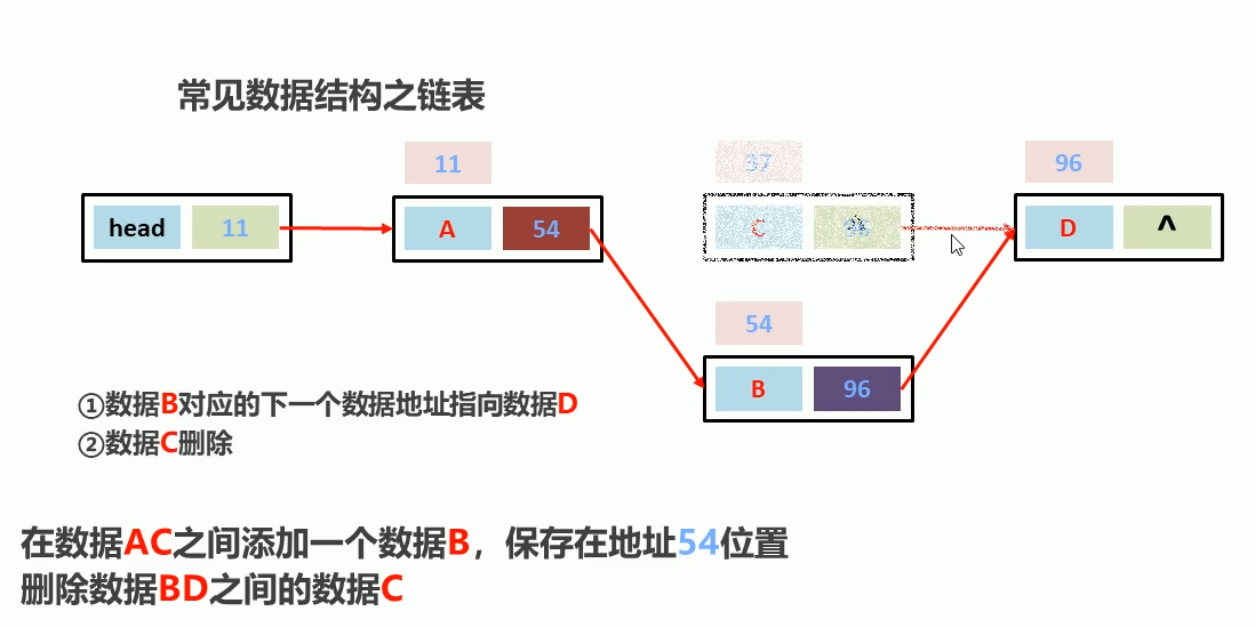 常见数据结构之链表
11
37
96
head 11
A 54
C
D ^
54
B 96
①数据B对应的下一个数据地址指向数据D
②数据C删除
在数据AC之间添加一个数据B，保存在地址54位置
删除数据BD之间的数据C